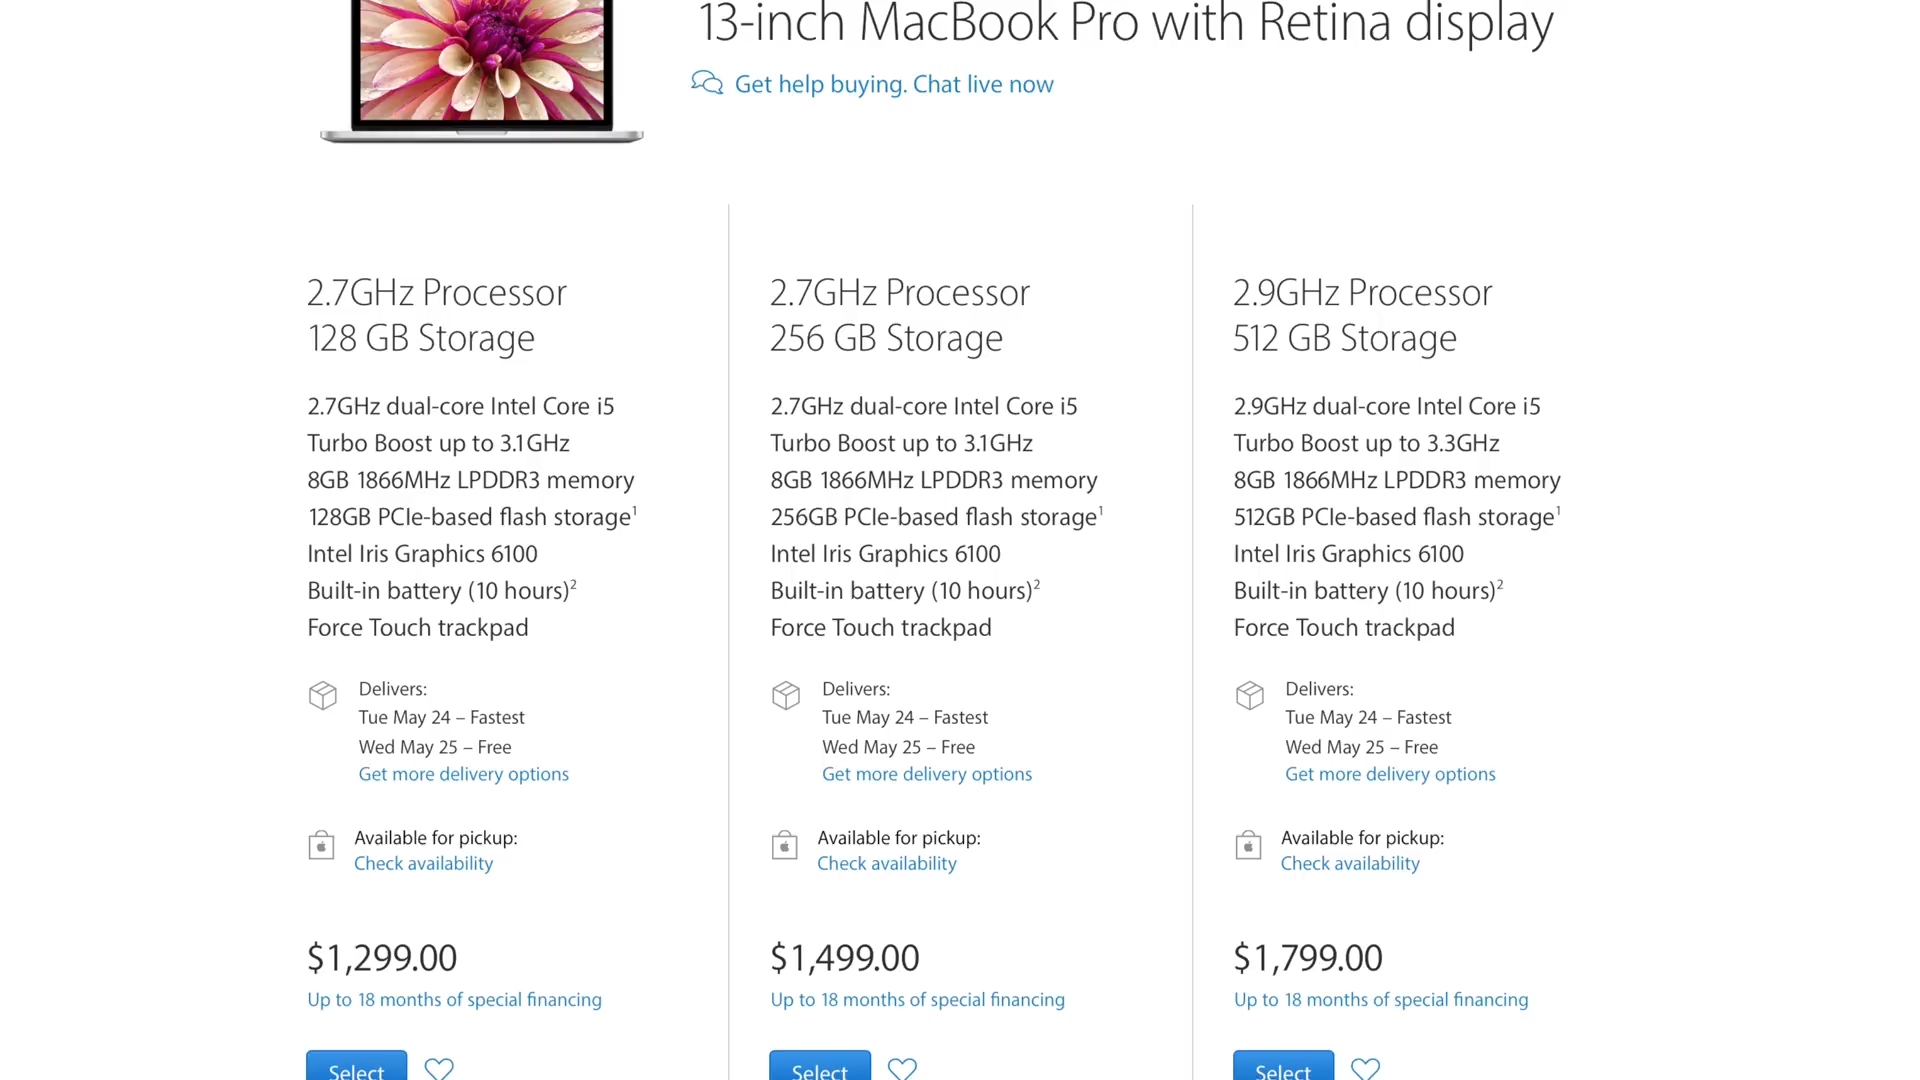 13-inch MacBook Pro with Retina display
Get help buying. Chat live now
2.7GHz Processor
128 GB Storage
2.7GHz dual-core Intel Core i5
Turbo Boost up to 3.1GHz
8GB 1866MHz LPDDR3 memory
128GB PCIe-based flash storage1
Intel Iris Graphics 6100
Built-in battery (10 hours)2
Force Touch trackpad
Delivers:
Tue May 24 – Fastest
Wed May 25 – Free
Get more delivery options
Available for pickup:
Check availability
$1,299.00
Up to 18 months of special financing
Select
2.7GHz Processor
256 GB Storage
2.7GHz dual-core Intel Core i5
Turbo Boost up to 3.1GHz
8GB 1866MHz LPDDR3 memory
256GB PCIe-based flash storage1
Intel Iris Graphics 6100
Built-in battery (10 hours)2
Force Touch trackpad
Delivers:
Tue May 24 – Fastest
Wed May 25 – Free
Get more delivery options
Available for pickup:
Check availability
$1,499.00
Up to 18 months of special financing
Select
2.9GHz Processor
512 GB Storage
2.9GHz dual-core Intel Core i5
Turbo Boost up to 3.3GHz
8GB 1866MHz LPDDR3 memory
512GB PCIe-based flash storage1
Intel Iris Graphics 6100
Built-in battery (10 hours)2
Force Touch trackpad
Delivers:
Tue May 24 – Fastest
Wed May 25 – Free
Get more delivery options
Available for pickup:
Check availability
$1,799.00
Up to 18 months of special financing
Select